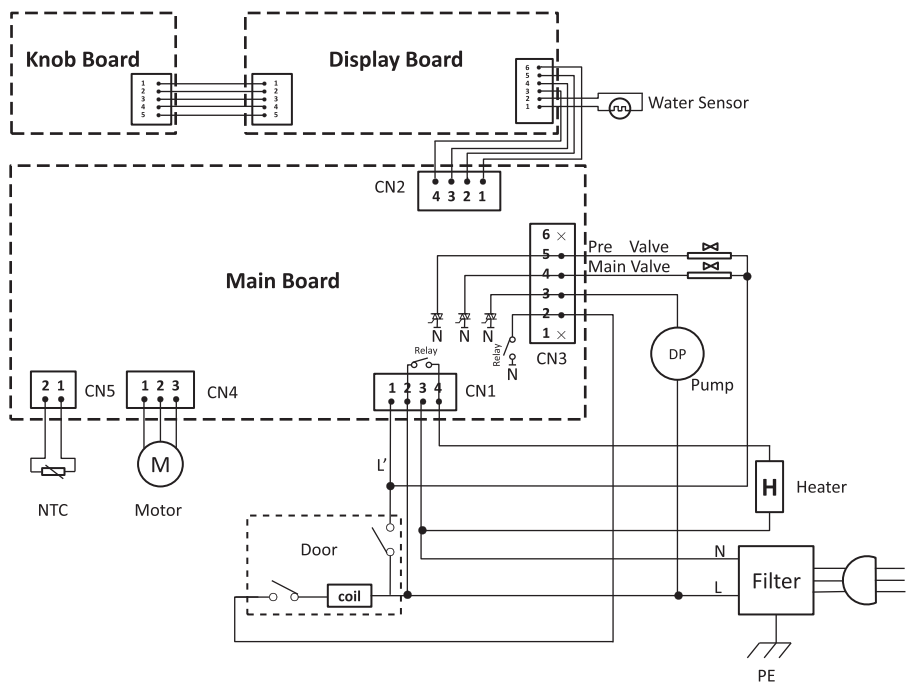 Knob Board
Display Board
1
2
3
4
5
1
2
3
4
5
6
5
4
3
2
1
Water Sensor
CN2
4 3 2 1
Main Board
6
5
4
3
2
1
CN3
Pre Valve
Main Valve
N N N
Relay
N
DP
Pump
Relay
1 2 3 4
CN1
2 1
CN5
1 2 3
CN4
NTC
M
Motor
L'
H
Heater
Door
coil
N
L
Filter
PE